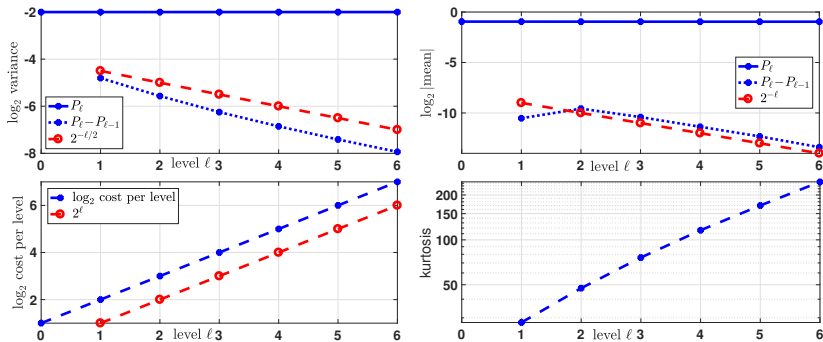 -2
-4
-6
-8
log₂ variance
P_ℓ
P_ℓ−P_ℓ₋₁
2^{-ℓ/2}
0 1 2 3 4 5 6
level ℓ
0
-5
-10
log₂ |mean|
P_ℓ
P_ℓ−P_ℓ₋₁
2^{-ℓ}
0 1 2 3 4 5 6
level ℓ
6
4
2
log₂ cost per level
log₂ cost per level
2^ℓ
0 1 2 3 4 5 6
level ℓ
200
150
100
50
kurtosis
0 1 2 3 4 5 6
level ℓ